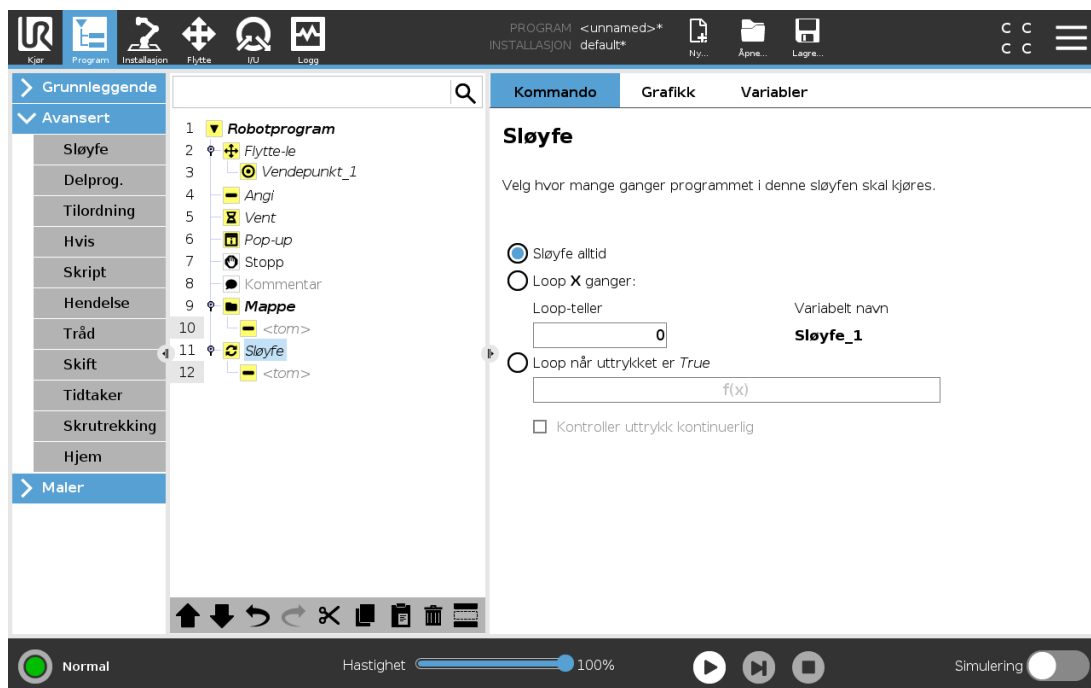 PROGRAM <unnamed>*
INSTALLASJON default*
Kjør
Program
Installasjon
Flytte
I/U
Logg
Ny...
Åpne...
Lagre...
C C
C C
Grunnleggende
Avansert
Sløyfe
Delprog.
Tilordning
Hvis
Skript
Hendelse
Tråd
Skift
Tidtaker
Skrutrekking
Hjem
Maler
1 Robotprogram
2 Flytte-le
3 Vendepunkt_1
4 Angi
5 Vent
6 Pop-up
7 Stopp
8 Kommentar
9 Mappe
10 <tom>
11 Sløyfe
12 <tom>
Kommando
Grafikk
Variabler
Sløyfe
Velg hvor mange ganger programmet i denne sløyfen skal kjøres.
Sløyfe alltid
Loop X ganger:
Loop-teller
Variabelt navn
0
Sløyfe_1
Loop når uttrykket er True
f(x)
Kontroller uttrykk kontinuerlig
Normal
Hastighet
100%
Simulering